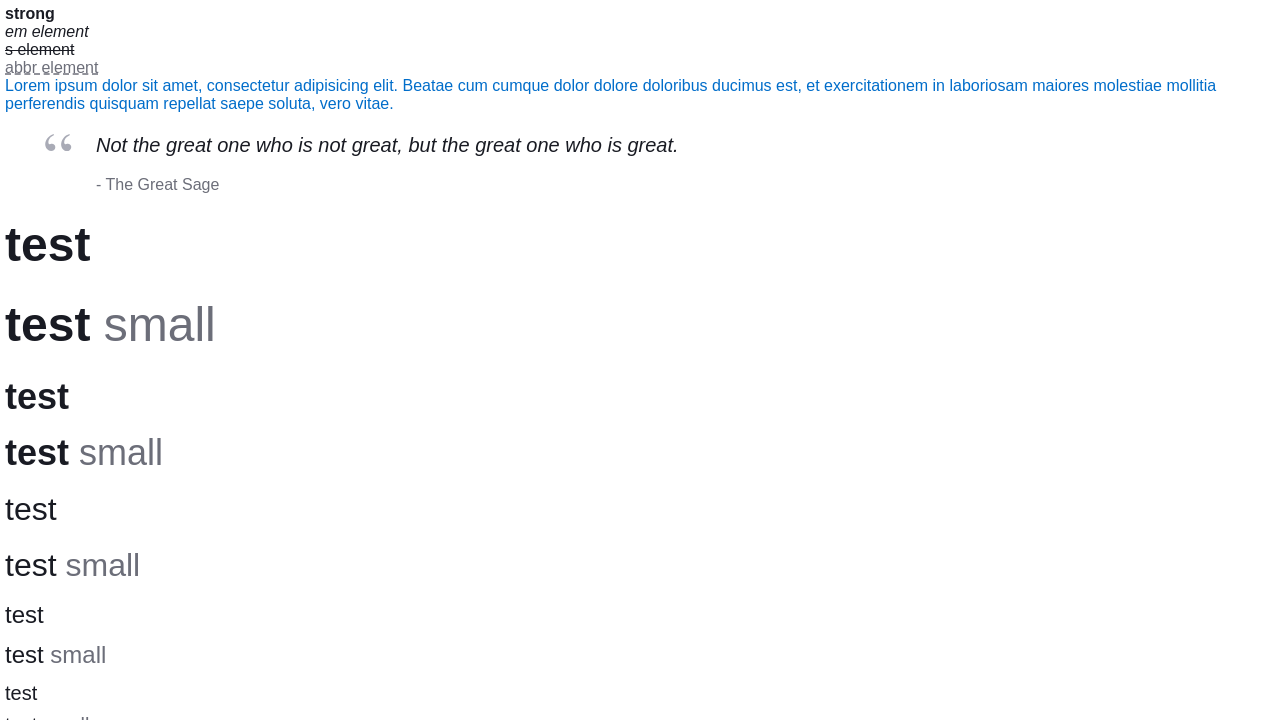 strong
em element
s element
abbr element
Lorem ipsum dolor sit amet, consectetur adipisicing elit. Beatae cum cumque dolor dolore doloribus ducimus est, et exercitationem in laboriosam maiores molestiae mollitia
perferendis quisquam repellat saepe soluta, vero vitae.
“ Not the great one who is not great, but the great one who is great.
- The Great Sage
test
test small
test
test small
test
test small
test
test small
test